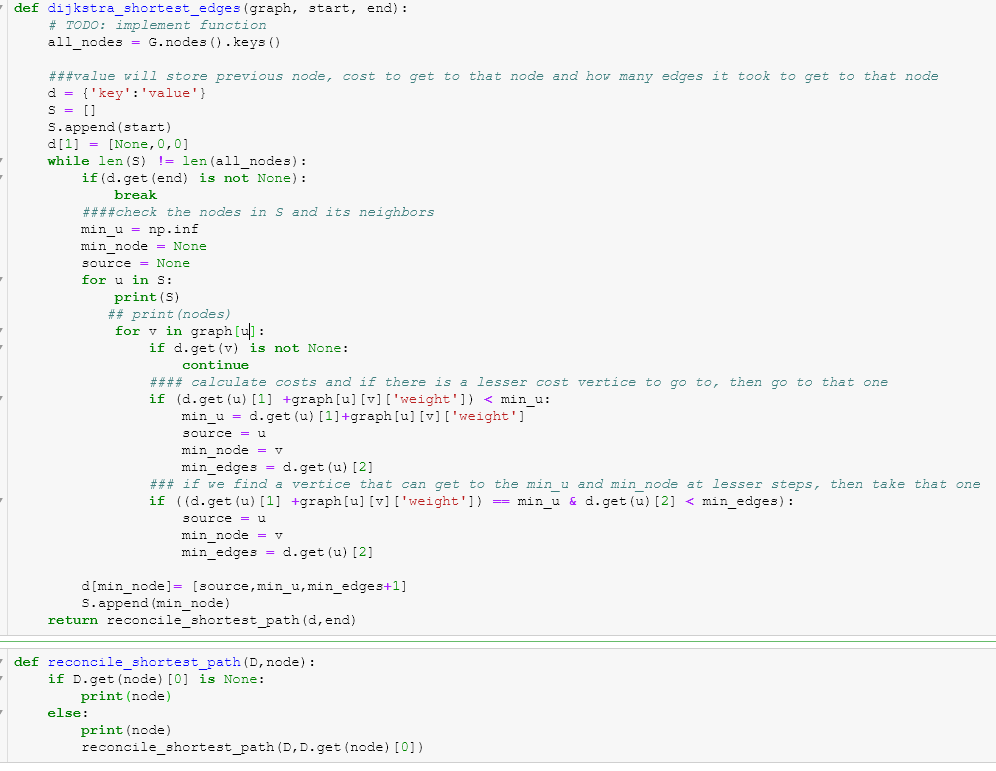 def dijkstra_shortest_edges(graph, start, end):
    # TODO: implement function
    all_nodes = G.nodes().keys()

    ###value will store previous node, cost to get to that node and how many edges it took to get to that node
    d = {'key':'value'}
    S = []
    S.append(start)
    d[1] = [None,0,0]
    while len(S) != len(all_nodes):
        if(d.get(end) is not None):
            break
        ####check the nodes in S and its neighbors
        min_u = np.inf
        min_node = None
        source = None
        for u in S:
            print(S)
           ## print(nodes)
            for v in graph[u]:
                if d.get(v) is not None:
                    continue
                #### calculate costs and if there is a lesser cost vertice to go to, then go to that one
                if (d.get(u)[1] +graph[u][v]['weight']) < min_u:
                    min_u = d.get(u)[1]+graph[u][v]['weight']
                    source = u
                    min_node = v
                    min_edges = d.get(u)[2]
                ### if we find a vertice that can get to the min_u and min_node at lesser steps, then take that one
                if ((d.get(u)[1] +graph[u][v]['weight']) == min_u & d.get(u)[2] < min_edges):
                    source = u
                    min_node = v
                    min_edges = d.get(u)[2]

        d[min_node]= [source,min_u,min_edges+1]
        S.append(min_node)
    return reconcile_shortest_path(d,end)

def reconcile_shortest_path(D,node):
    if D.get(node)[0] is None:
        print(node)
    else:
        print(node)
        reconcile_shortest_path(D,D.get(node)[0])